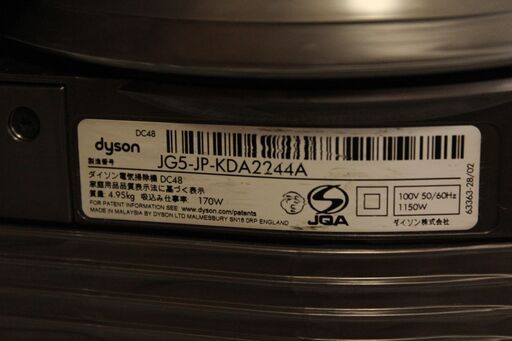 DC48
dyson
製造番号 JG5-JP-KDA2244A
ダイソン電気掃除機 DC48
家庭用品品質表示法に基づく表示
質量 4.95kg 吸込み仕事率 170W
FOR PATENT INFORMATION SEE: www.dyson.com/patents
MADE IN MALAYSIA BY DYSON LTD MALMESBURY SN16 0RP ENGLAND
JQA
100V 50/60Hz
1150W
ダイソン株式会社
63365-28/02